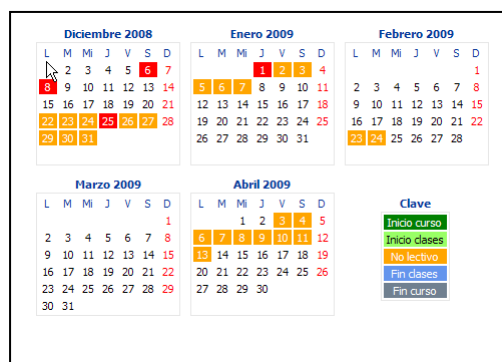 Diciembre 2008
L M Mi J V S D
2 3 4 5 6 7
8 9 10 11 12 13 14
15 16 17 18 19 20 21
22 23 24 25 26 27 28
29 30 31
Enero 2009
L M Mi J V S D
1 2 3 4
5 6 7 8 9 10 11
12 13 14 15 16 17 18
19 20 21 22 23 24 25
26 27 28 29 30 31
Febrero 2009
L M Mi J V S D
1
2 3 4 5 6 7 8
9 10 11 12 13 14 15
16 17 18 19 20 21 22
23 24 25 26 27 28
Marzo 2009
L M Mi J V S D
1
2 3 4 5 6 7 8
9 10 11 12 13 14 15
16 17 18 19 20 21 22
23 24 25 26 27 28 29
30 31
Abril 2009
L M Mi J V S D
1 2 3 4 5
6 7 8 9 10 11 12
13 14 15 16 17 18 19
20 21 22 23 24 25 26
27 28 29 30
Clave
Inicio curso
Inicio clases
No lectivo
Fin clases
Fin curso